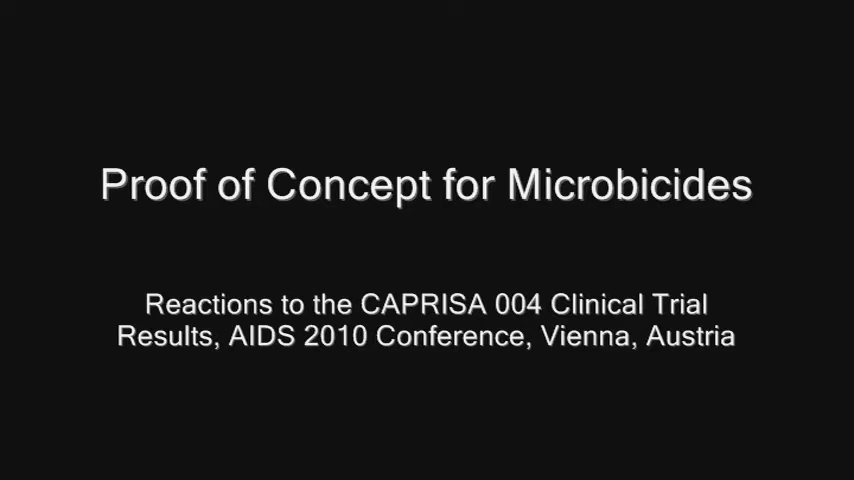 Proof of Concept for Microbicides
Reactions to the CAPRISA 004 Clinical Trial
Results, AIDS 2010 Conference, Vienna, Austria